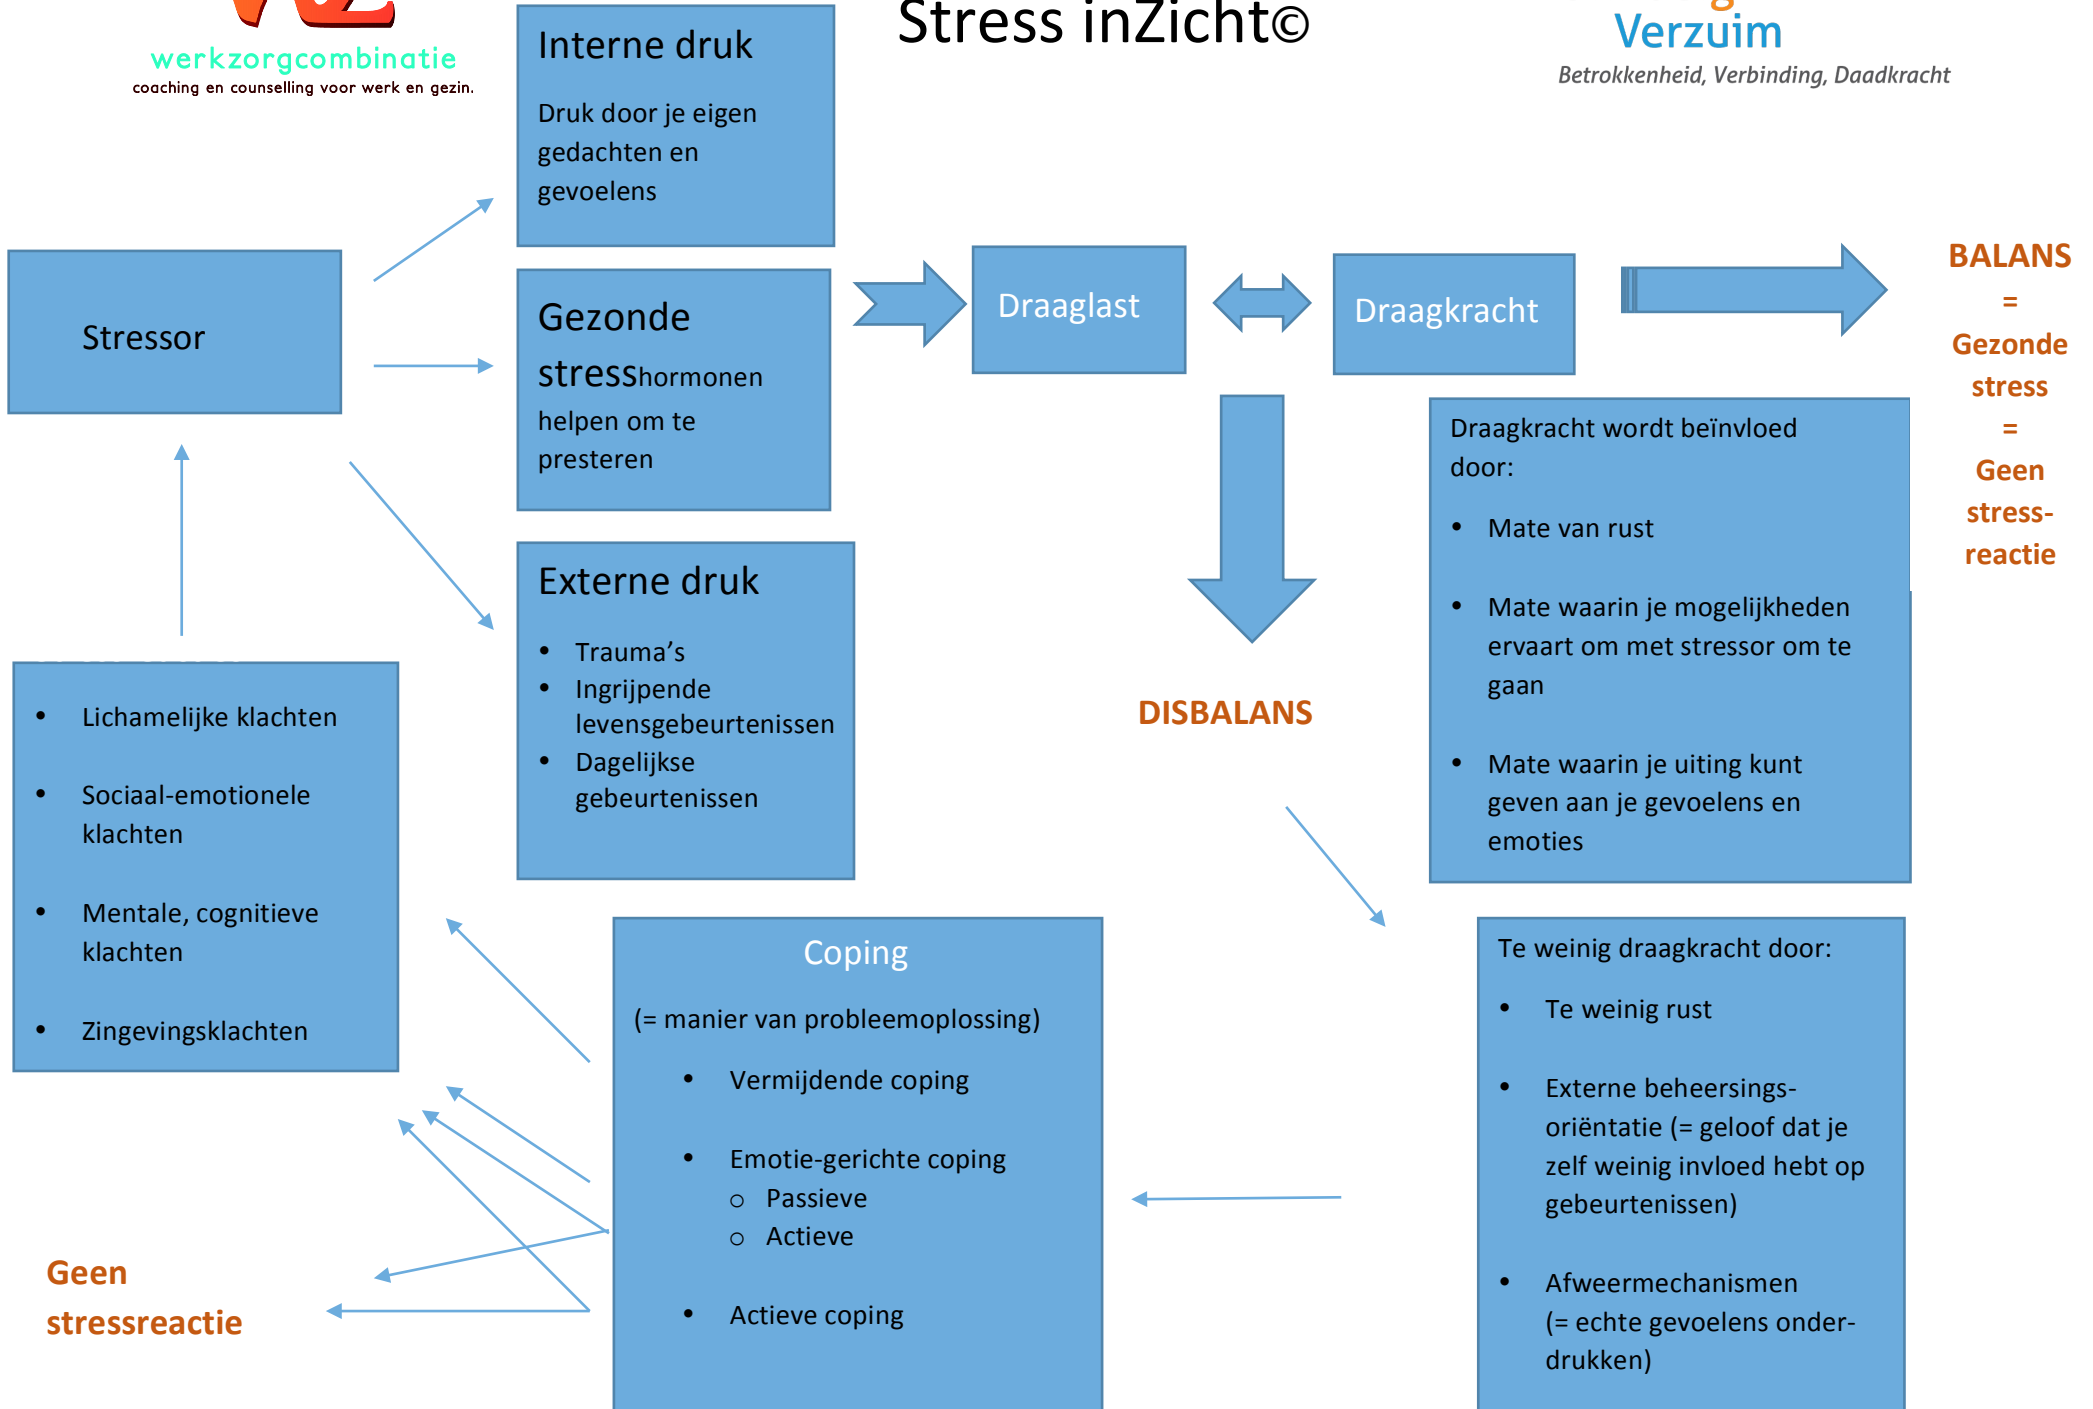 Stress inZicht©
werkzorgcombinatie
coaching en counselling voor werk en gezin.
Verzuim
Betrokkenheid, Verbinding, Daadkracht
Interne druk
Druk door je eigen
gedachten en
gevoelens
Stressor
Gezonde
stresshormonen
helpen om te
presteren
Draaglast
Draagkracht
BALANS
=
Gezonde
stress
=
Geen
stress-
reactie
Externe druk
• Trauma’s
• Ingrijpende
levensgebeurtenissen
• Dagelijkse
gebeurtenissen
Draagkracht wordt beïnvloed
door:
• Mate van rust
• Mate waarin je mogelijkheden
ervaart om met stressor om te
gaan
• Mate waarin je uiting kunt
geven aan je gevoelens en
emoties
DISBALANS
• Lichamelijke klachten
• Sociaal-emotionele
klachten
• Mentale, cognitieve
klachten
• Zingevingsklachten
Coping
(= manier van probleemoplossing)
• Vermijdende coping
• Emotie-gerichte coping
o Passieve
o Actieve
• Actieve coping
Te weinig draagkracht door:
• Te weinig rust
• Externe beheersings-
oriëntatie (= geloof dat je
zelf weinig invloed hebt op
gebeurtenissen)
• Afweermechanismen
(= echte gevoelens onder-
drukken)
Geen
stressreactie